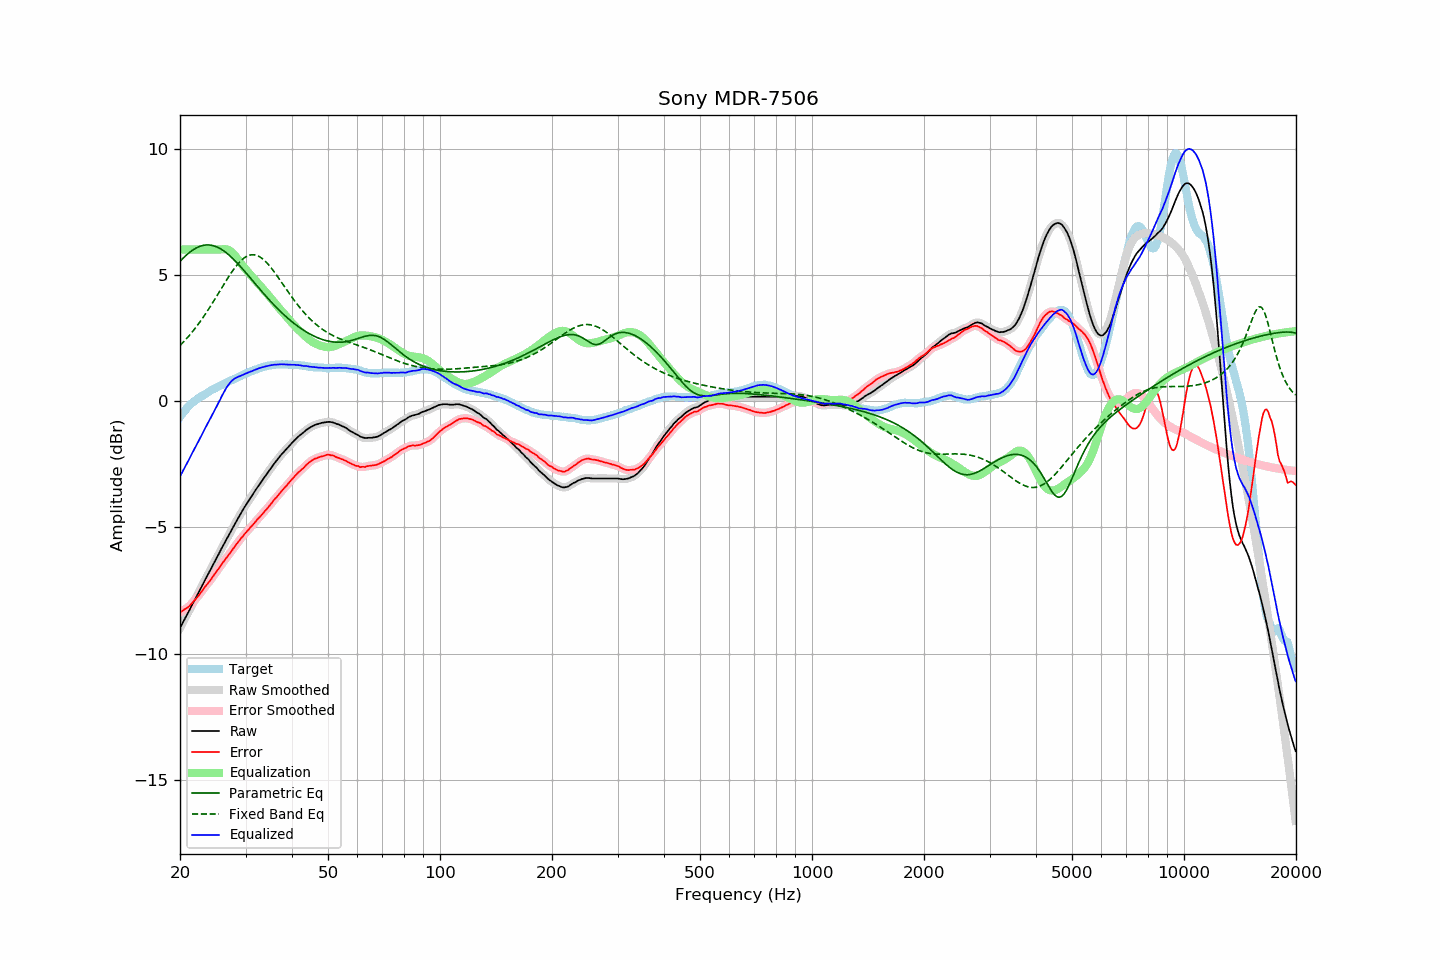 Sony MDR-7506
Amplitude (dBr)
10
5
0
−5
−10
−15
Target
Raw Smoothed
Error Smoothed
Raw
Error
Equalization
Parametric Eq
Fixed Band Eq
Equalized
20 50 100 200 500 1000 2000 5000 10000 20000
Frequency (Hz)